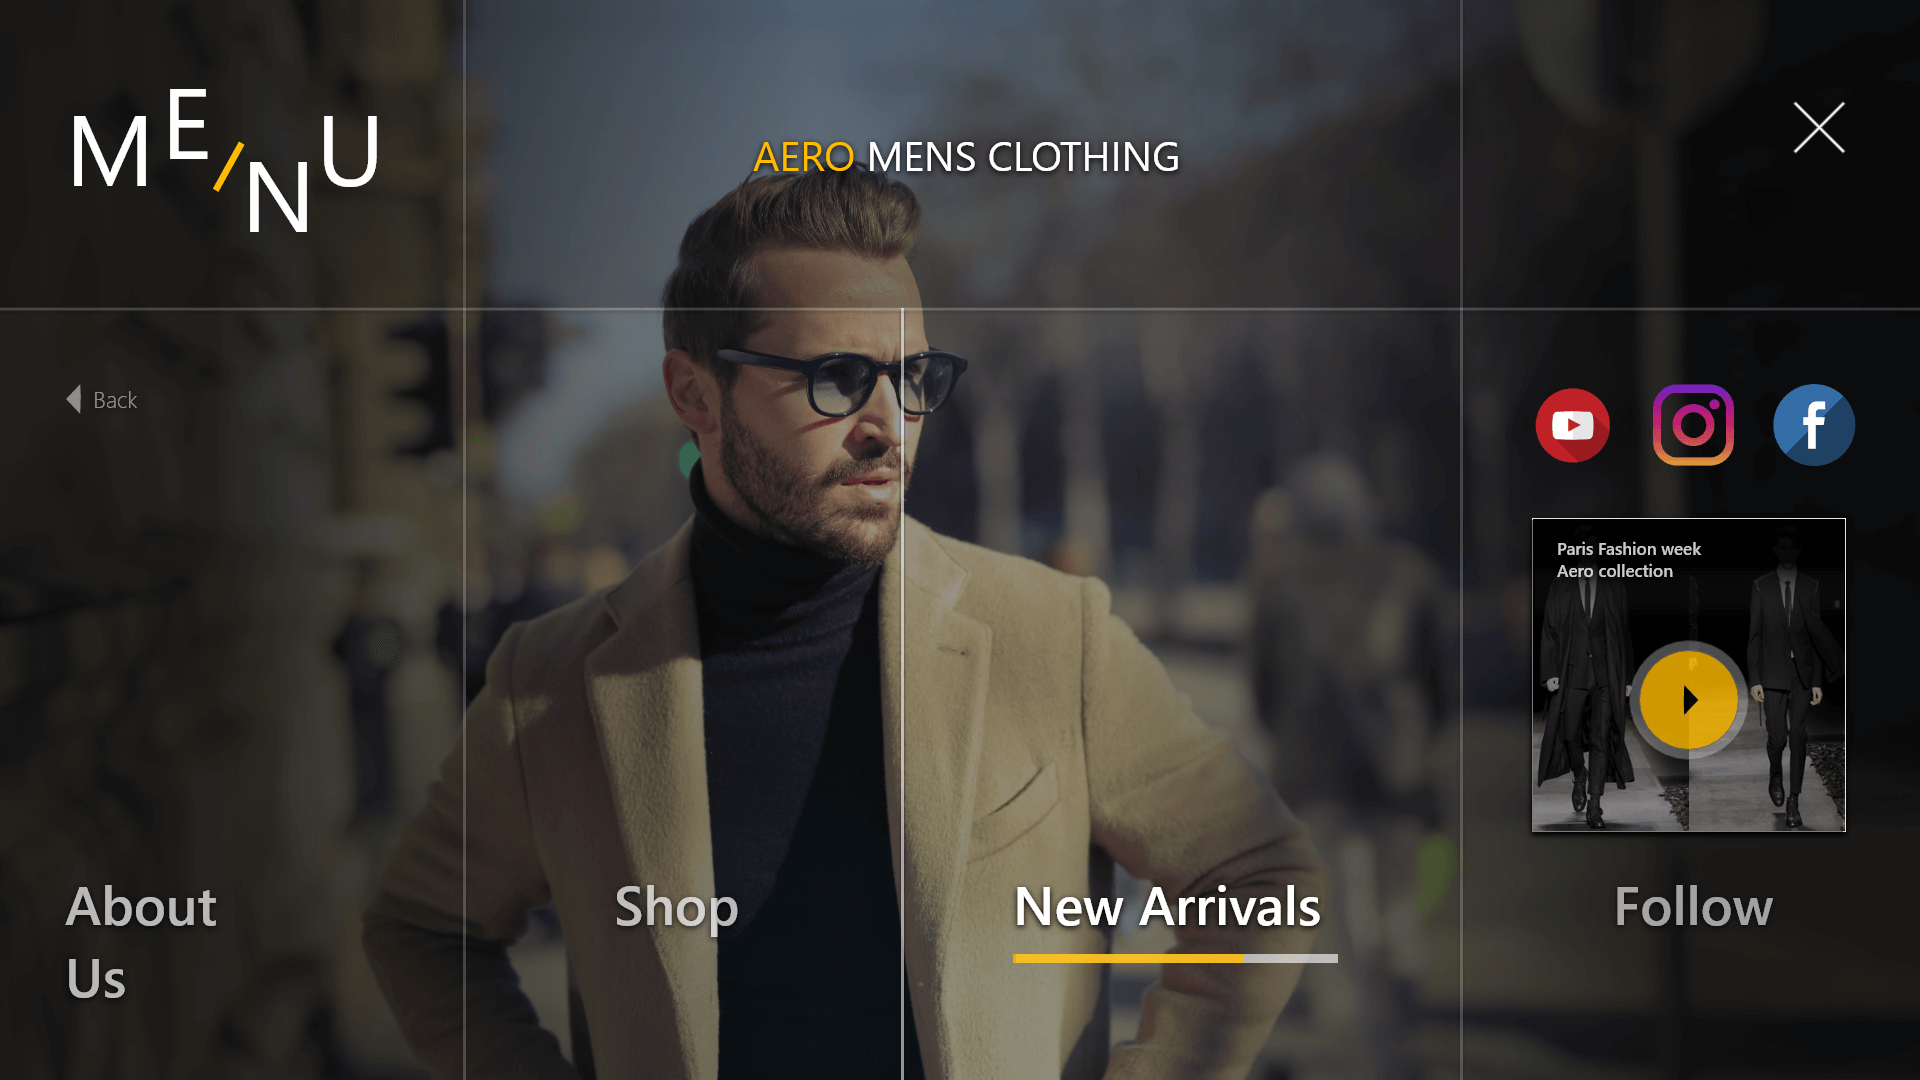 MENU
AERO MENS CLOTHING
Back
Paris Fashion week
Aero collection
About
Us
Shop
New Arrivals
Follow